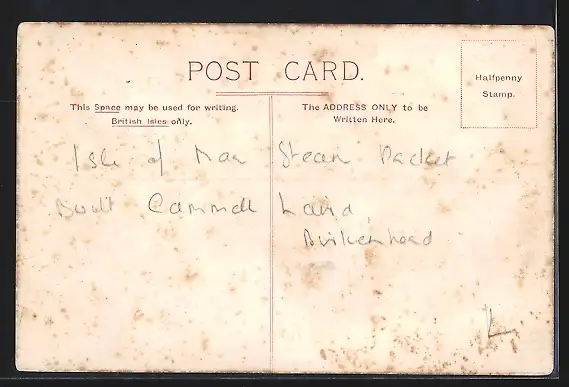 POST CARD.
This Space may be used for writing.
British Isles only.
The ADDRESS ONLY to be
Written Here.
Halfpenny
Stamp.
Isle of Man Steam Packet
Built Cammell Laird
Birkenhead
L